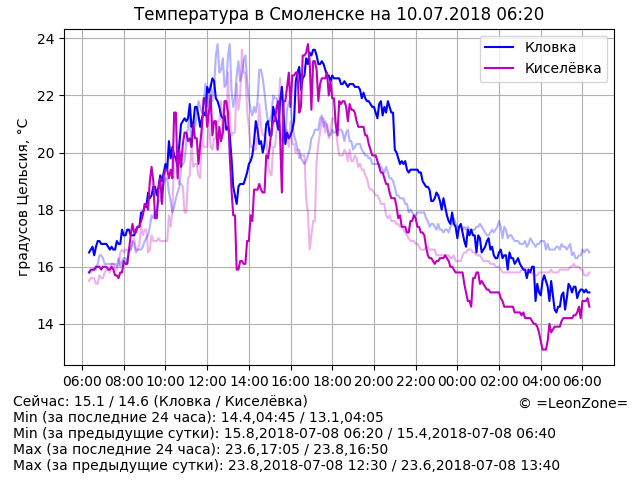 Температура в Смоленске на 10.07.2018 06:20
градусов Цельсия, °C
24
22
20
18
16
14
Кловка
Киселёвка
06:00 08:00 10:00 12:00 14:00 16:00 18:00 20:00 22:00 00:00 02:00 04:00 06:00
Сейчас: 15.1 / 14.6 (Кловка / Киселёвка)
© =LeonZone=
Min (за последние 24 часа): 14.4,04:45 / 13.1,04:05
Min (за предыдущие сутки): 15.8,2018-07-08 06:20 / 15.4,2018-07-08 06:40
Max (за последние 24 часа): 23.6,17:05 / 23.8,16:50
Max (за предыдущие сутки): 23.8,2018-07-08 12:30 / 23.6,2018-07-08 13:40